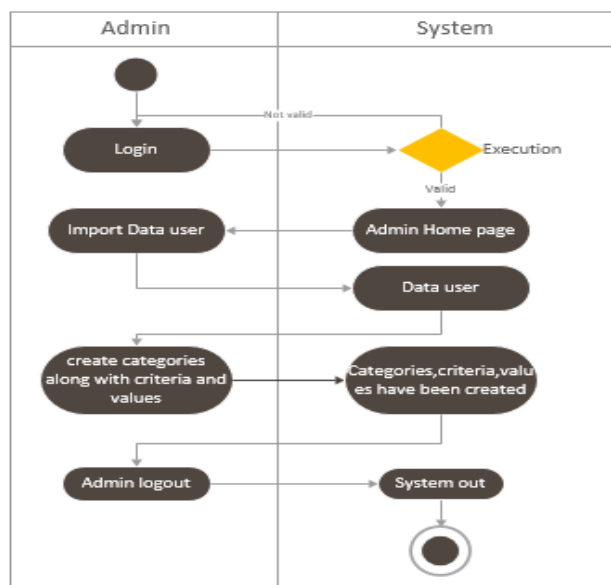 Admin
System
Not valid
Login
Execution
Valid
Import Data user
Admin Home page
Data user
create categories
along with criteria and
values
Categories,criteria,valu
es have been created
Admin logout
System out